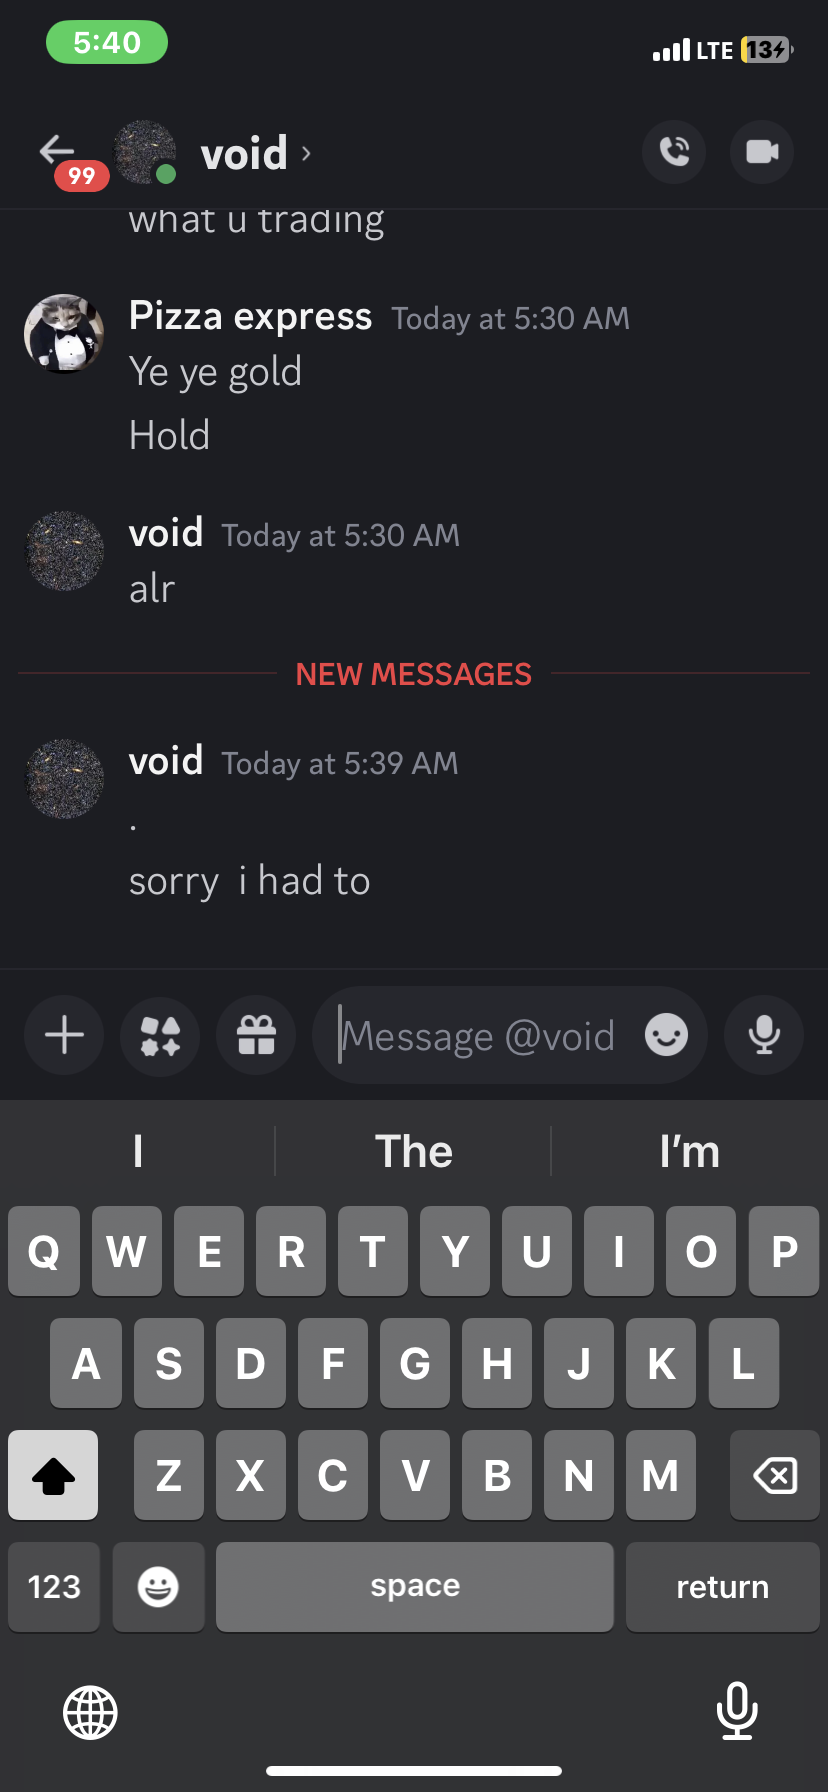 5:40
LTE 13
99
void
what u trading
Pizza express Today at 5:30 AM
Ye ye gold
Hold
void Today at 5:30 AM
alr
NEW MESSAGES
void Today at 5:39 AM
.
sorry  i had to
Message @void
I The I'm
Q W E R T Y U I O P
A S D F G H J K L
Z X C V B N M
123 space return